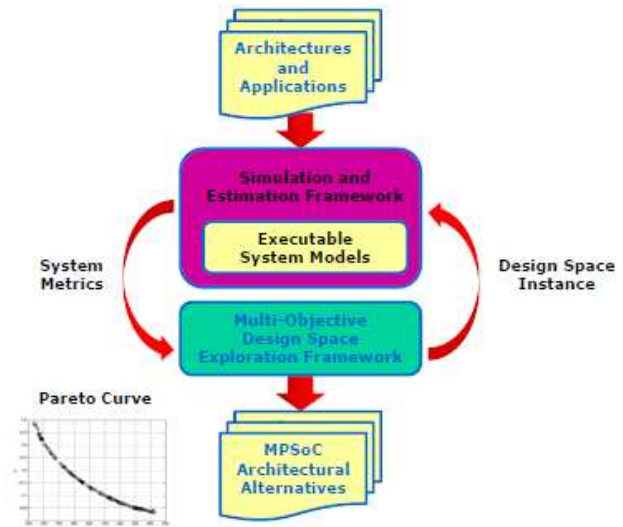 Architectures
and
Applications
Simulation and
Estimation Framework
Executable
System Models
System
Metrics
Design Space
Instance
Multi-Objective
Design Space
Exploration Framework
Pareto Curve
MPSoC
Architectural
Alternatives